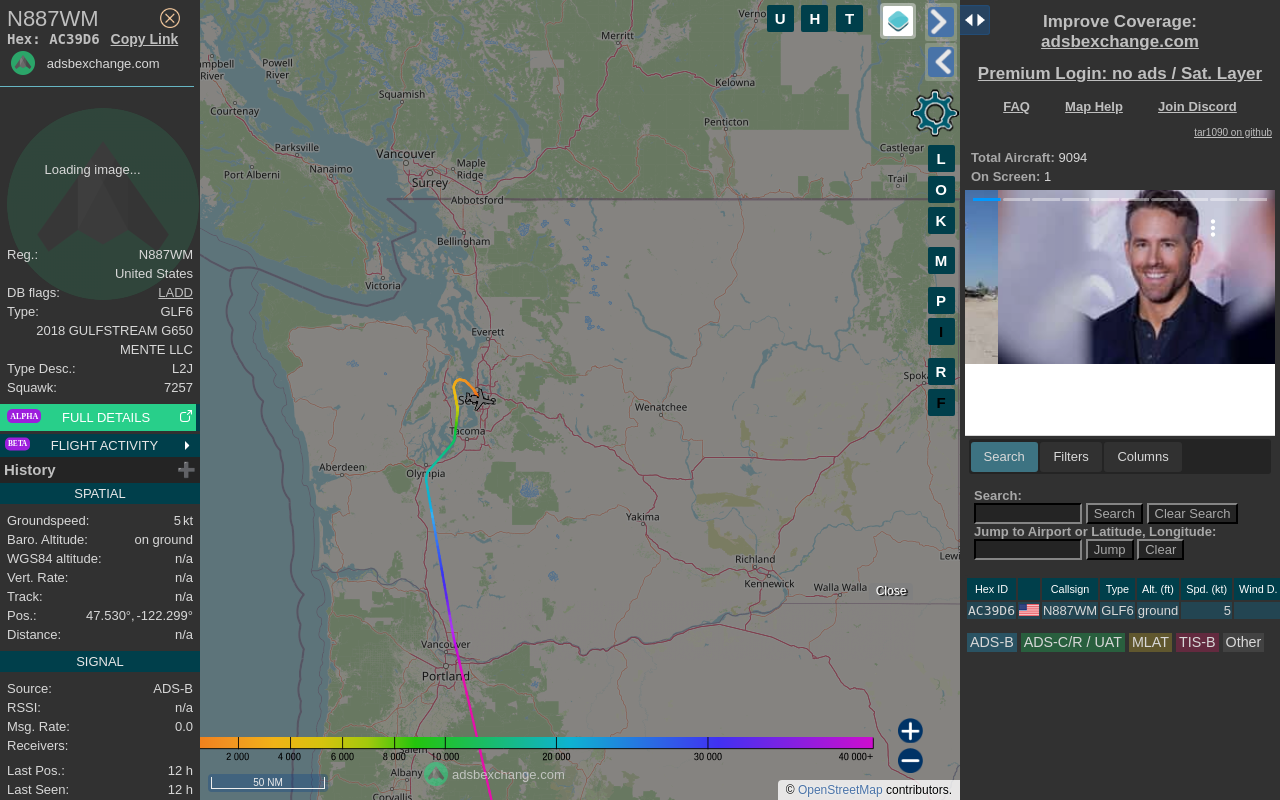 N887WM
Hex: AC39D6 Copy Link
adsbexchange.com
Loading image...
Reg.: N887WM
United States
DB flags: LADD
Type: GLF6
2018 GULFSTREAM G650
MENTE LLC
Type Desc.: L2J
Squawk: 7257
ALPHA FULL DETAILS
BETA FLIGHT ACTIVITY
History
SPATIAL
Groundspeed: 5 kt
Baro. Altitude: on ground
WGS84 altitude: n/a
Vert. Rate: n/a
Track: n/a
Pos.: 47.530°, -122.299°
Distance: n/a
SIGNAL
Source: ADS-B
RSSI: n/a
Msg. Rate: 0.0
Receivers:
Last Pos.: 12 h
Last Seen: 12 h
U H T
L
O
K
M
P
I
R
F
Merritt
Powell
River
River
Squamish
Kelowna
Courtenay
Penticton
Parksville
Vancouver
Castlegar
Nanaimo
Maple
Ridge
Port Alberni
Surrey
Trail
Abbotsford
Bellingham
Victoria
Everett
Wenatchee
Tacoma
Aberdeen
Olympia
Yakima
Richland
Kennewick
Walla Walla
Close
Vancouver
Portland
Albany
Corvallis
2 000 4 000 6 000 8 000 10 000 20 000 30 000 40 000+
50 NM
adsbexchange.com
© OpenStreetMap contributors.
Improve Coverage:
adsbexchange.com
Premium Login: no ads / Sat. Layer
FAQ Map Help Join Discord
tar1090 on github
Total Aircraft: 9094
On Screen: 1
Search Filters Columns
Search:
Search Clear Search
Jump to Airport or Latitude, Longitude:
Jump Clear
Hex ID Callsign Type Alt. (ft) Spd. (kt) Wind D.
AC39D6 N887WM GLF6 ground 5
ADS-B ADS-C/R / UAT MLAT TIS-B Other